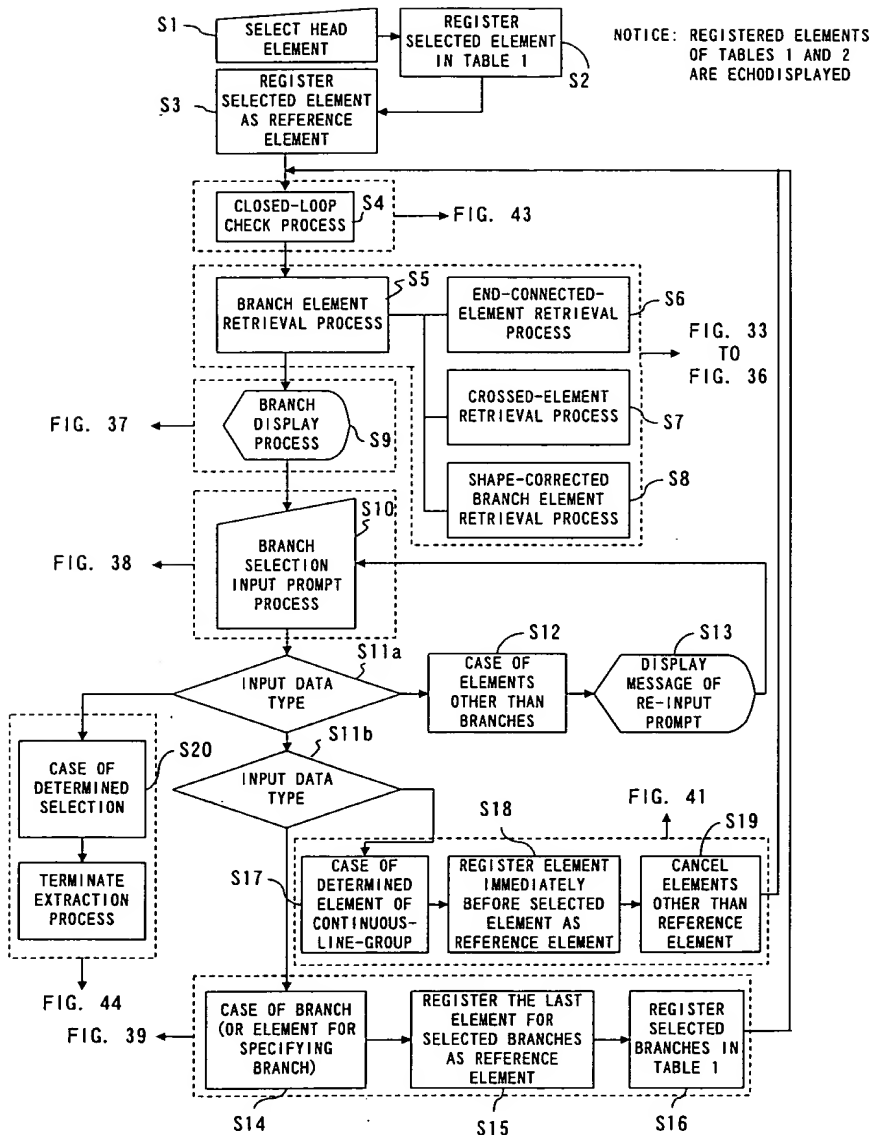 S1
SELECT HEAD
ELEMENT
REGISTER
SELECTED ELEMENT
IN TABLE 1
S2
NOTICE: REGISTERED ELEMENTS
OF TABLES 1 AND 2
ARE ECHODISPLAYED
S3
REGISTER
SELECTED ELEMENT
AS REFERENCE
ELEMENT
CLOSED-LOOP
CHECK PROCESS
S4
FIG. 43
BRANCH ELEMENT
RETRIEVAL PROCESS
S5
END-CONNECTED-
ELEMENT RETRIEVAL
PROCESS
S6
CROSSED-ELEMENT
RETRIEVAL PROCESS
S7
SHAPE-CORRECTED
BRANCH ELEMENT
RETRIEVAL PROCESS
S8
FIG. 33
TO
FIG. 36
FIG. 37
BRANCH
DISPLAY
PROCESS
S9
FIG. 38
BRANCH
SELECTION
INPUT PROMPT
PROCESS
S10
INPUT DATA
TYPE
S11a
S12
CASE OF
ELEMENTS
OTHER THAN
BRANCHES
S13
DISPLAY
MESSAGE OF
RE-INPUT
PROMPT
INPUT DATA
TYPE
S11b
S20
CASE OF
DETERMINED
SELECTION
TERMINATE
EXTRACTION
PROCESS
FIG. 44
FIG. 41
S17
CASE OF
DETERMINED
ELEMENT OF
CONTINUOUS-
LINE-GROUP
S18
REGISTER ELEMENT
IMMEDIATELY
BEFORE SELECTED
ELEMENT AS
REFERENCE ELEMENT
S19
CANCEL
ELEMENTS
OTHER THAN
REFERENCE
ELEMENT
FIG. 39
CASE OF BRANCH
(OR ELEMENT FOR
SPECIFYING
BRANCH)
S14
REGISTER THE LAST
ELEMENT FOR
SELECTED BRANCHES
AS REFERENCE
ELEMENT
S15
REGISTER
SELECTED
BRANCHES IN
TABLE 1
S16